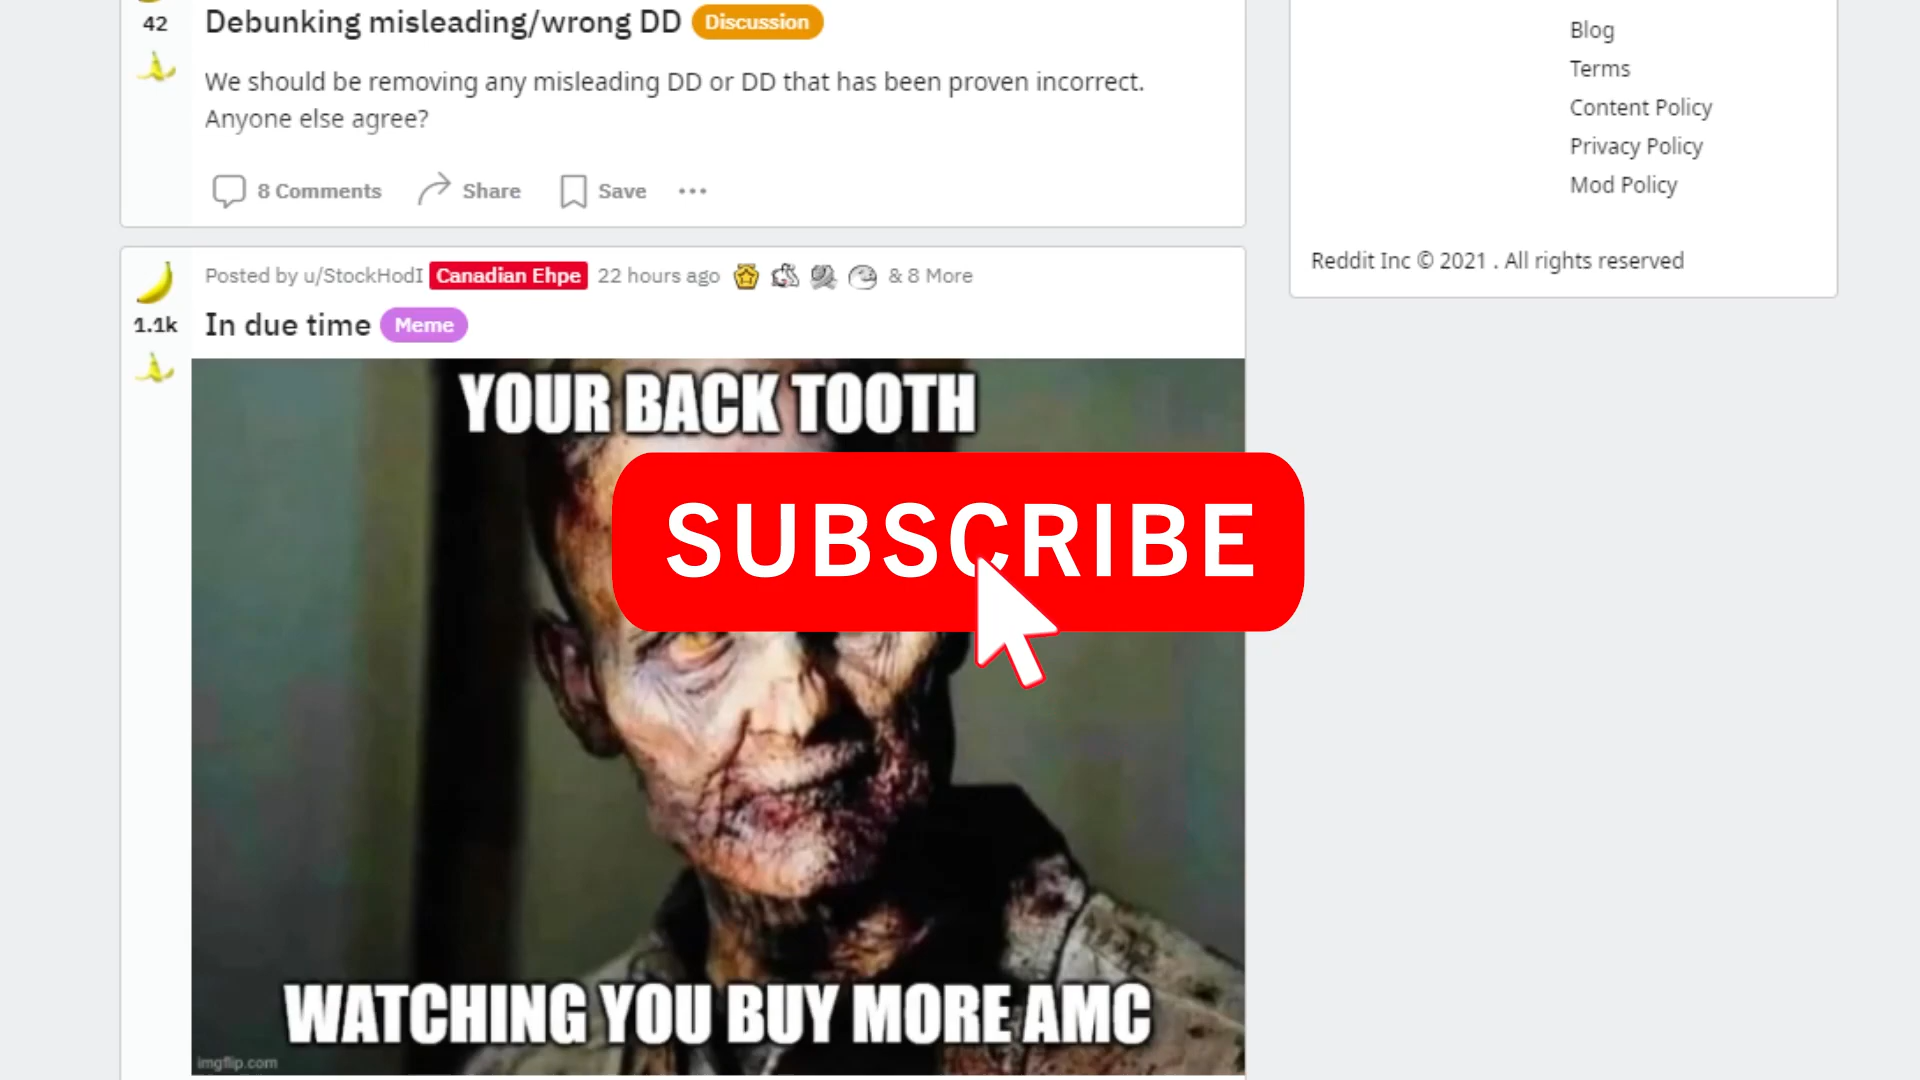 42
Debunking misleading/wrong DD Discussion
We should be removing any misleading DD or DD that has been proven incorrect.
Anyone else agree?
8 Comments Share Save
Posted by u/StockHodI Canadian Ehpe 22 hours ago & 8 More
1.1k
In due time Meme
YOUR BACK TOOTH
SUBSCRIBE
WATCHING YOU BUY MORE AMC
imgflip.com
Blog
Terms
Content Policy
Privacy Policy
Mod Policy
Reddit Inc © 2021 . All rights reserved